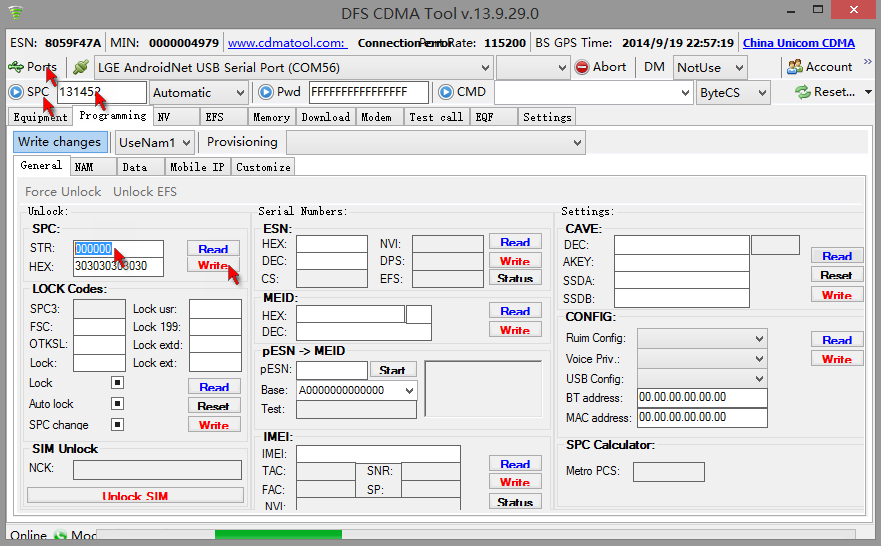 DFS CDMA Tool v.13.9.29.0
ESN: 8059F47A MIN: 0000004979 www.cdmatool.com: Connection Port Rate: 115200 BS GPS Time: 2014/9/19 22:57:19 China Unicom CDMA
Ports LGE AndroidNet USB Serial Port (COM56) Abort DM NotUse Account »
SPC 131452 Automatic Pwd FFFFFFFFFFFFFFFF CMD ByteCS Reset...
Equipment Programming NV EFS Memory Download Modem Test call EQF Settings
Write changes UseNam1 Provisioning
General NAM Data Mobile IP Customize
Force Unlock Unlock EFS
Unlock:
SPC:
STR: 000000 Read
HEX: 303030303030 Write
LOCK Codes:
SPC3: Lock usr:
FSC: Lock 199:
OTKSL: Lock extd:
Lock: Lock ext:
Lock Read
Auto lock Reset
SPC change Write
SIM Unlock
NCK:
Unlock SIM
Serial Numbers:
ESN:
HEX: NVI: Read
DEC: DPS: Write
CS: EFS: Status
MEID:
HEX: Read
DEC: Write
pESN -> MEID
pESN: Start
Base: A0000000000000
Test:
IMEI:
IMEI: Read
TAC: SNR: Write
FAC: SP: Status
NVI:
Settings:
CAVE:
DEC: Read
AKEY: Reset
SSDA: Write
SSDB:
CONFIG:
Ruim Config: Read
Voice Priv.: Write
USB Config:
BT address: 00.00.00.00.00.00
MAC address: 00.00.00.00.00.00
SPC Calculator:
Metro PCS:
Online